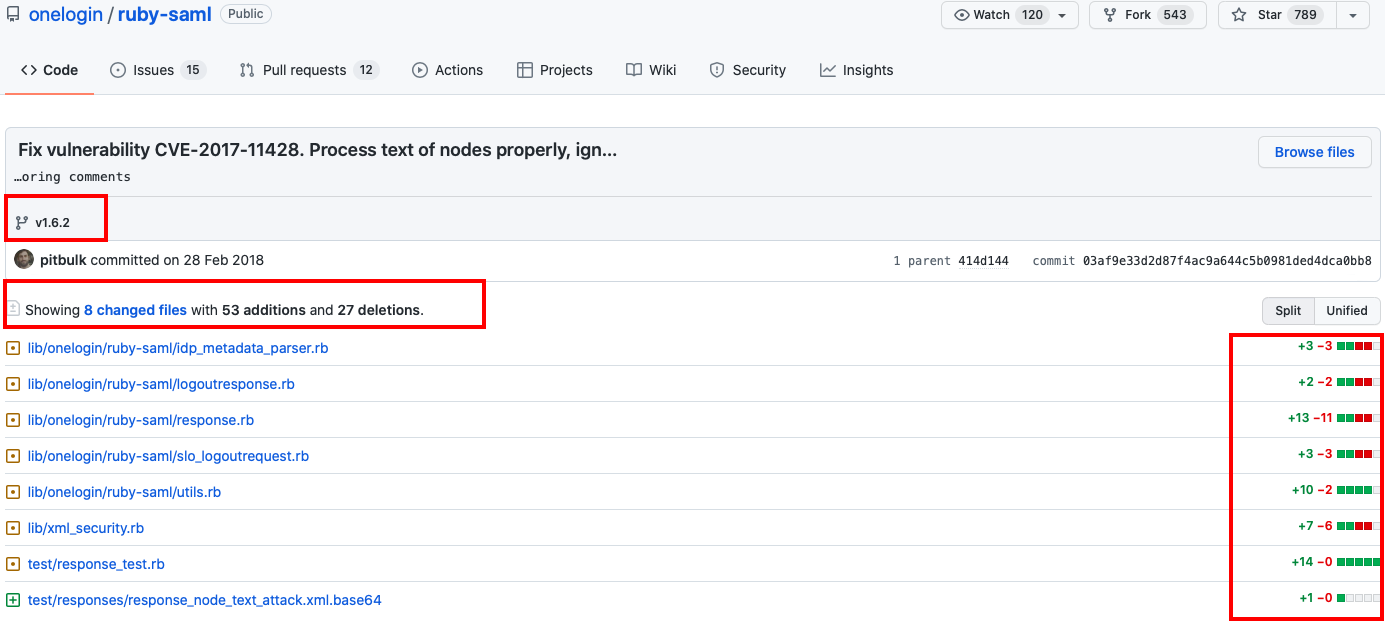 onelogin / ruby-saml Public Watch 120 Fork 543 Star 789
Code Issues 15 Pull requests 12 Actions Projects Wiki Security Insights
Fix vulnerability CVE-2017-11428. Process text of nodes properly, ign... Browse files
…oring comments
v1.6.2
pitbulk committed on 28 Feb 2018 1 parent 414d144 commit 03af9e33d2d87f4ac9a644c5b0981ded4dca0bb8
Showing 8 changed files with 53 additions and 27 deletions. Split Unified
lib/onelogin/ruby-saml/idp_metadata_parser.rb +3 −3
lib/onelogin/ruby-saml/logoutresponse.rb +2 −2
lib/onelogin/ruby-saml/response.rb +13 −11
lib/onelogin/ruby-saml/slo_logoutrequest.rb +3 −3
lib/onelogin/ruby-saml/utils.rb +10 −2
lib/xml_security.rb +7 −6
test/response_test.rb +14 −0
test/responses/response_node_text_attack.xml.base64 +1 −0